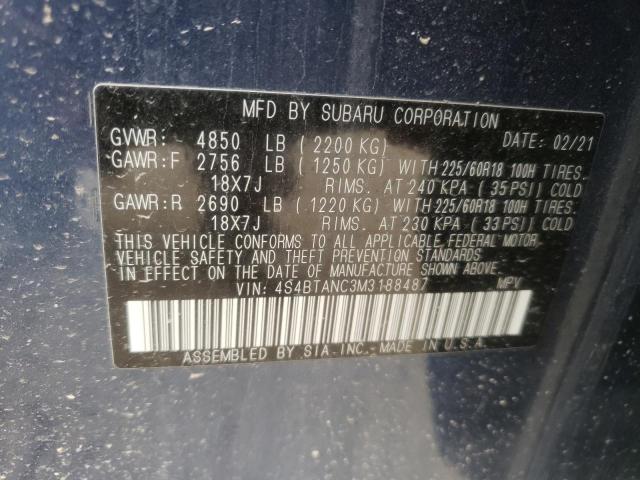 MFD BY SUBARU CORPORATION
GVWR: 4850 LB (2200 KG) DATE: 02/21
GAWR:F 2756 LB (1250 KG) WITH 225/60R18 100H TIRES.
18X7J RIMS. AT 240 KPA (35 PSI) COLD
GAWR:R 2690 LB (1220 KG) WITH 225/60R18 100H TIRES.
18X7J RIMS. AT 230 KPA (33 PSI) COLD
THIS VEHICLE CONFORMS TO ALL APPLICABLE FEDERAL MOTOR
VEHICLE SAFETY AND THEFT PREVENTION STANDARDS
IN EFFECT ON THE DATE OF MANUFACTURE SHOWN ABOVE.
VIN: 4S4BTANC3M3188487 MPV
ASSEMBLED BY SIA.INC. MADE IN U.S.A.